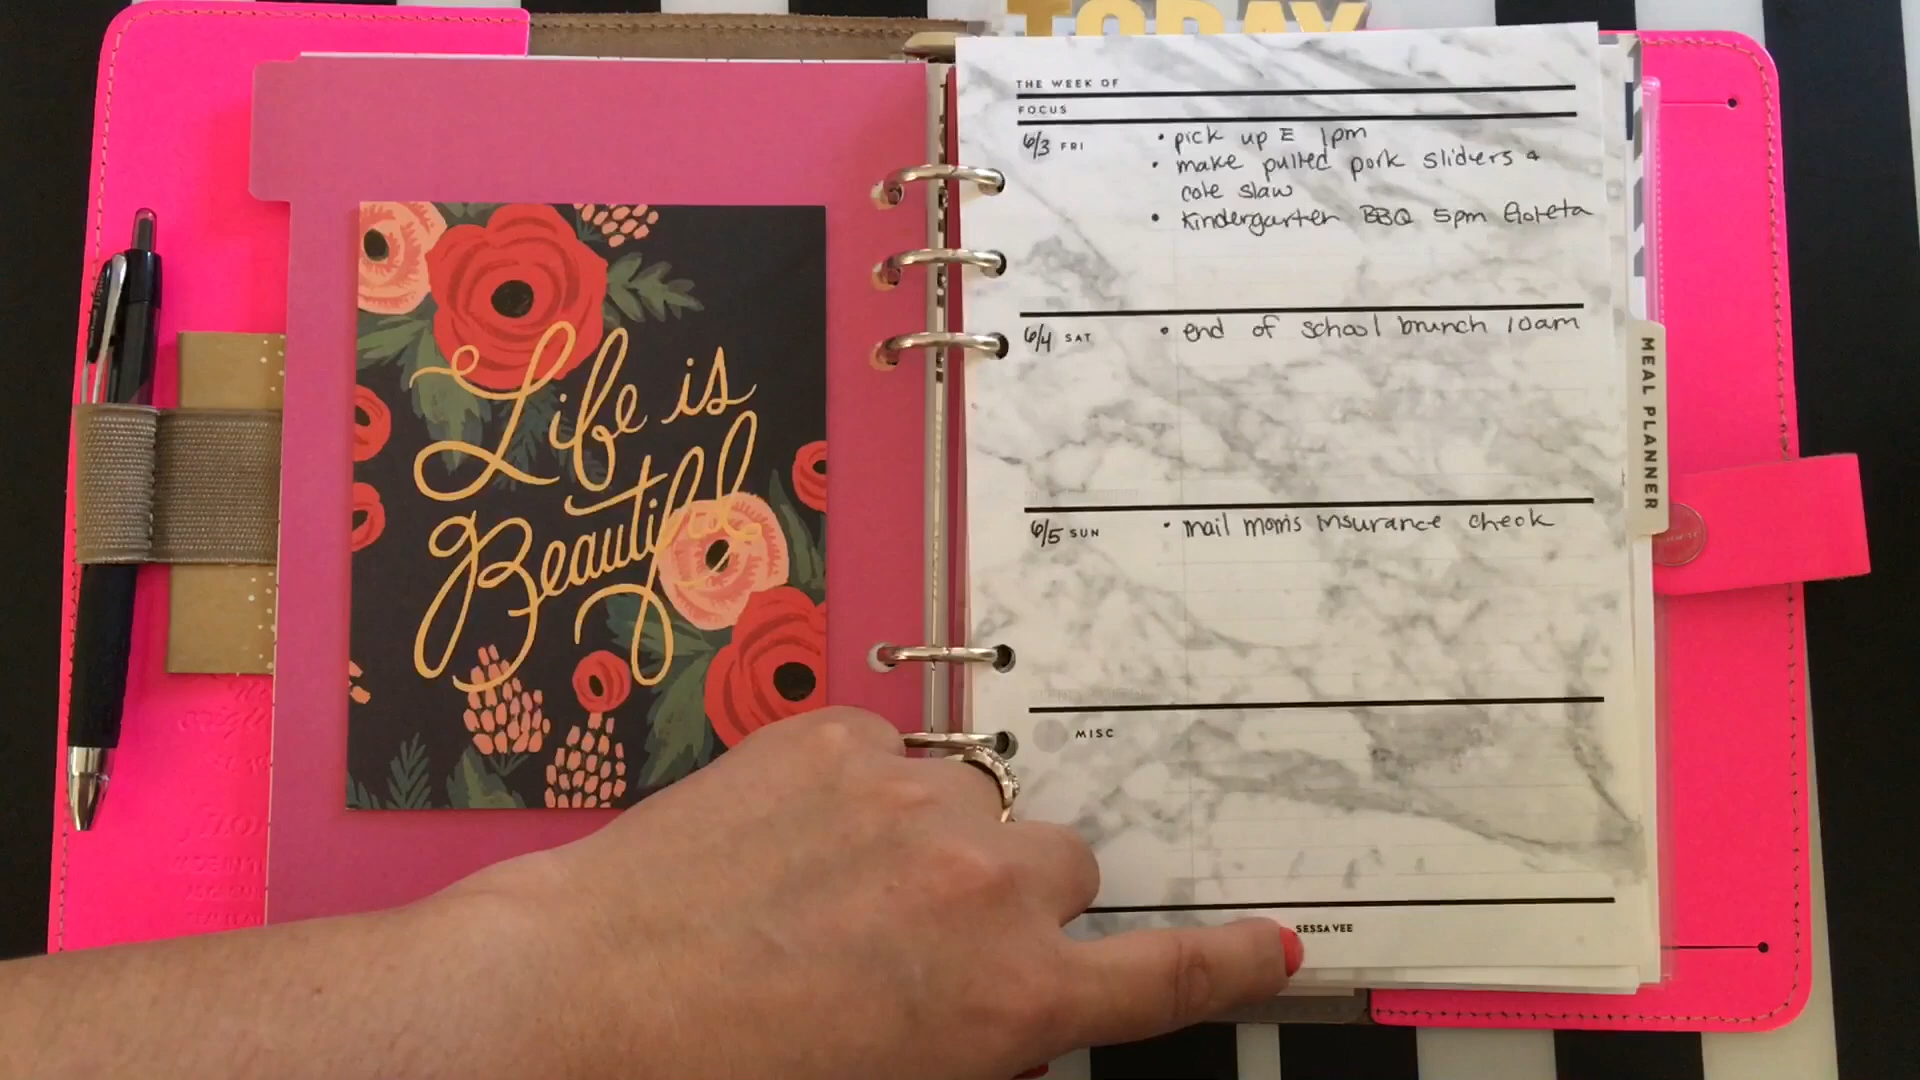 TODAY
Life is
Beautiful
THE WEEK OF
FOCUS
6/3 FRI
• pick up E 1pm
• make pulled pork sliders &
cole slaw
• Kindergarten BBQ 5pm Goleta
6/4 SAT
• end of school brunch 10am
6/5 SUN
• mail mom's insurance check
MISC
SESSA VEE
MEAL PLANNER